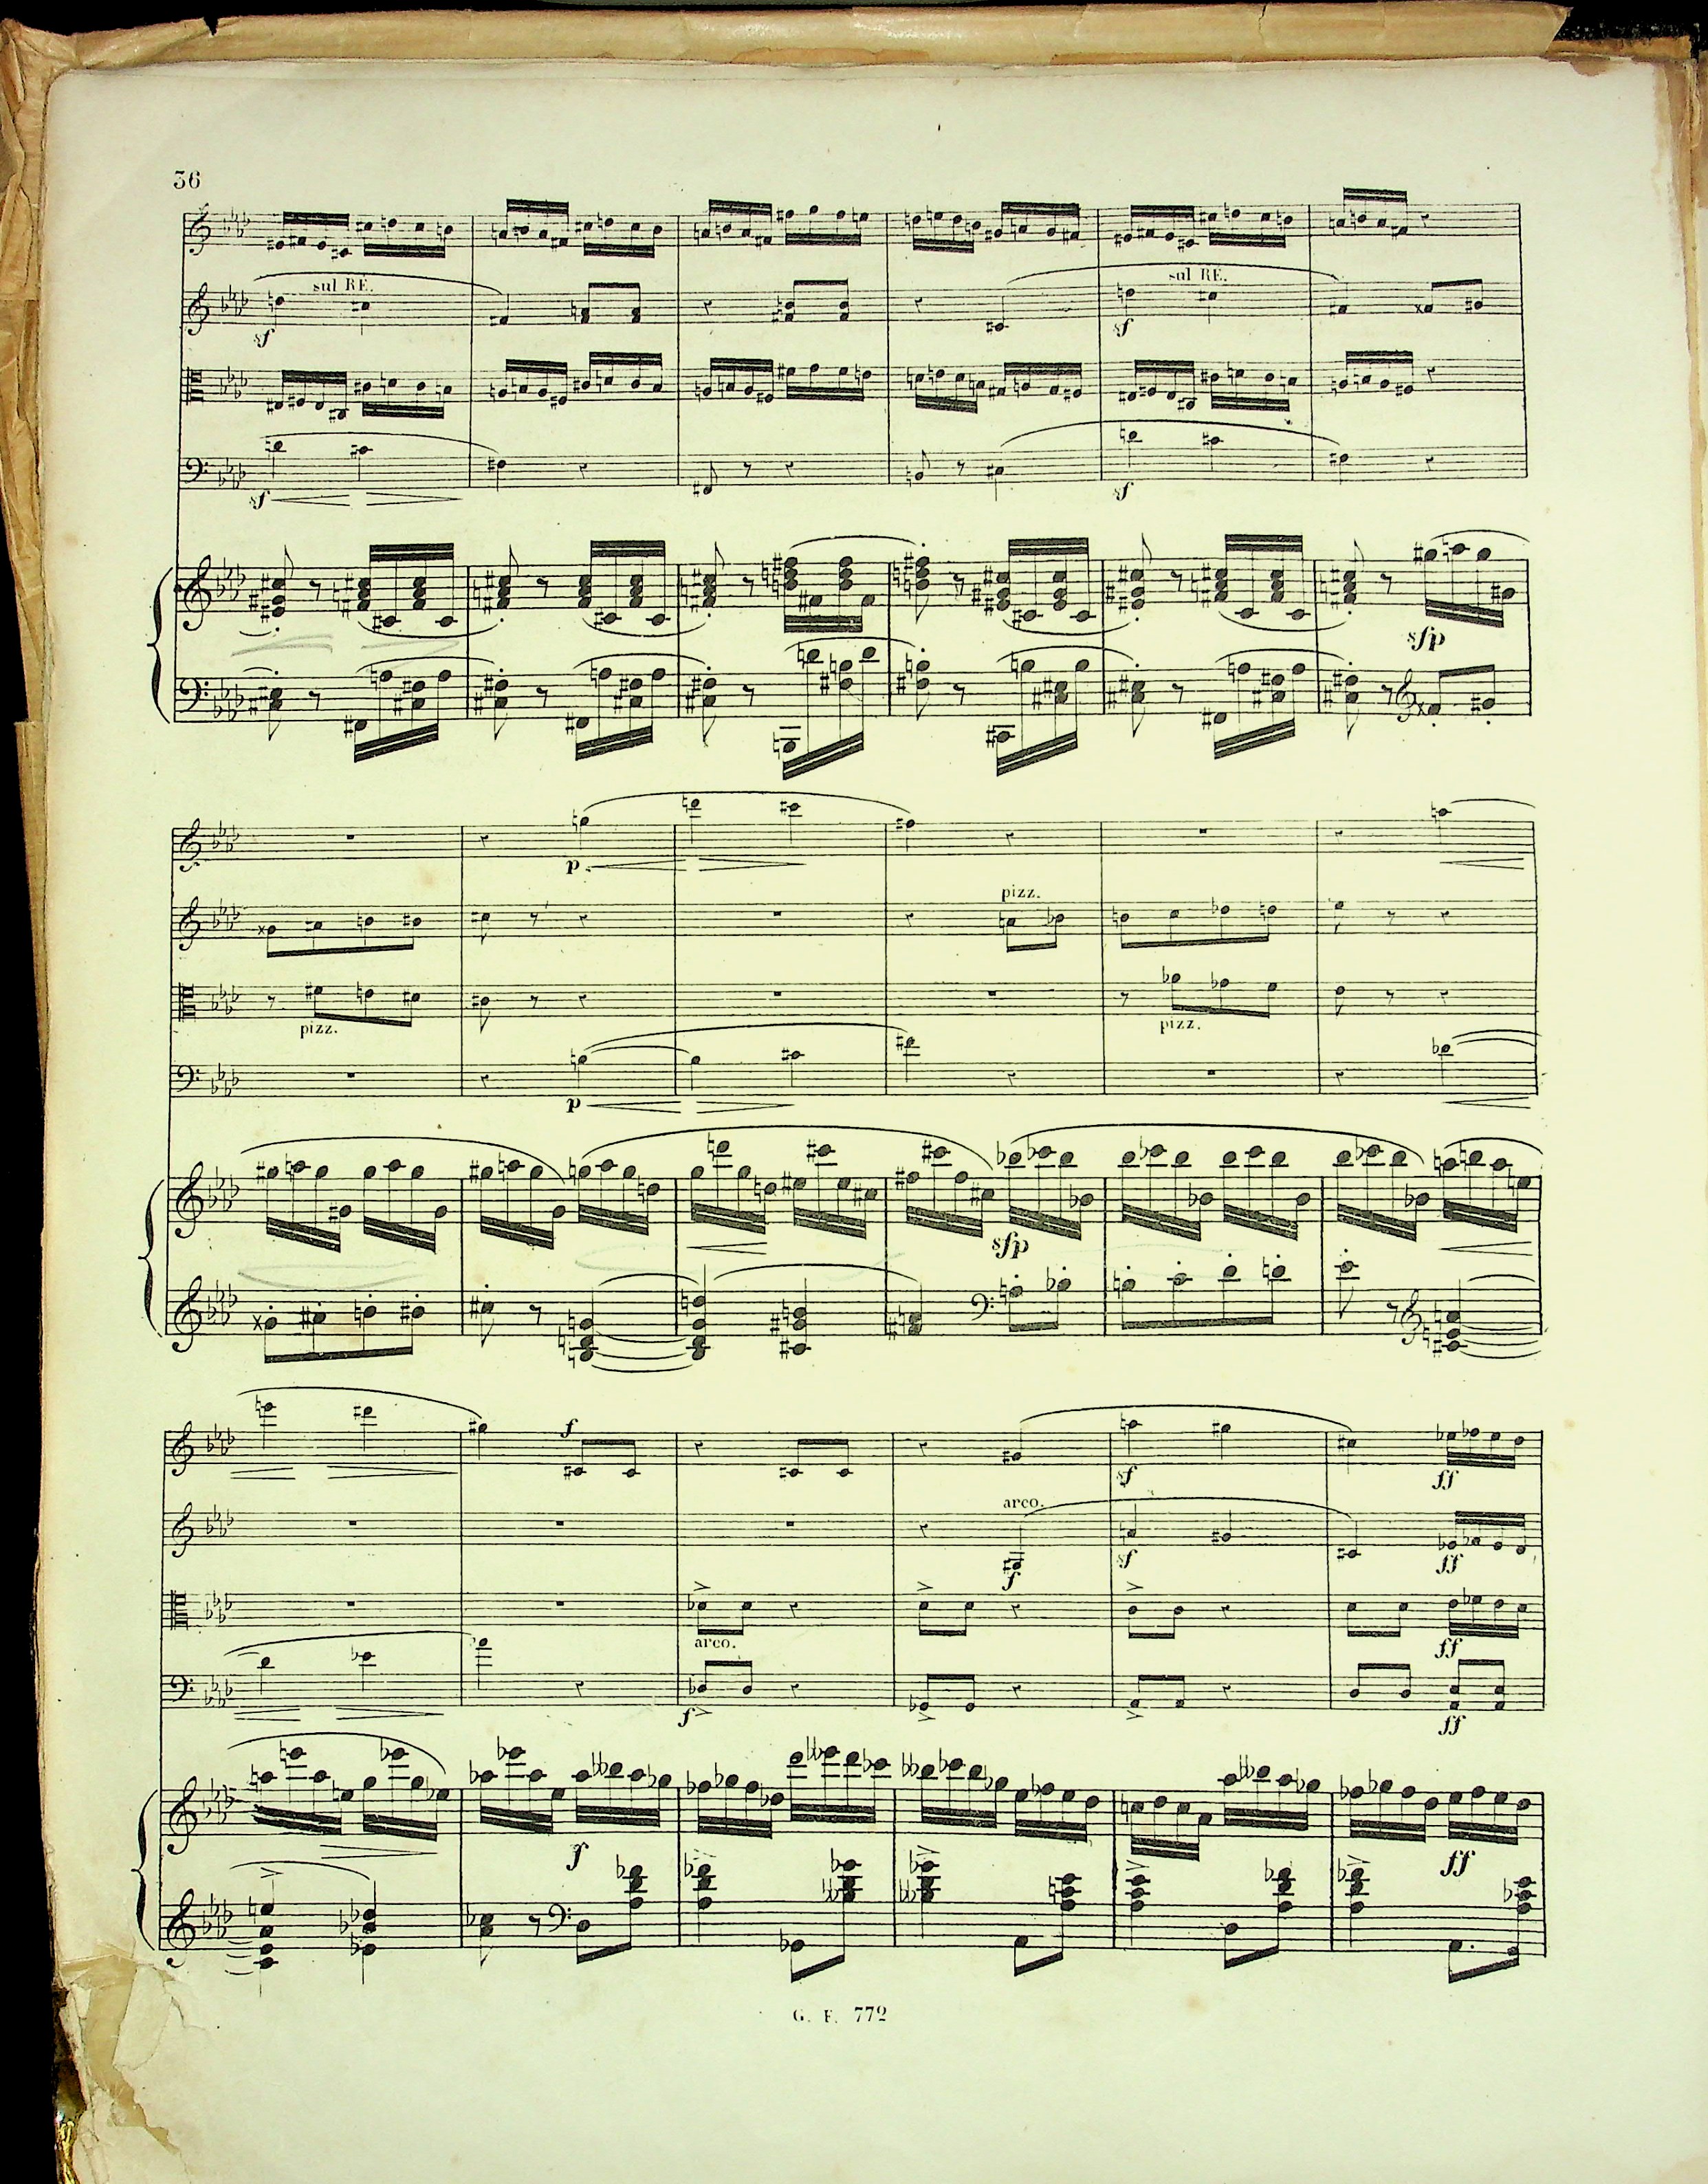 36
sul RE.
sul RE.
sf
sf
sf
sf
sfp
p
pizz.
pizz.
pizz.
p
sfp
f
sf
ff
arco.
f
sf
ff
arco.
ff
f
ff
f
ff
G. F. 772